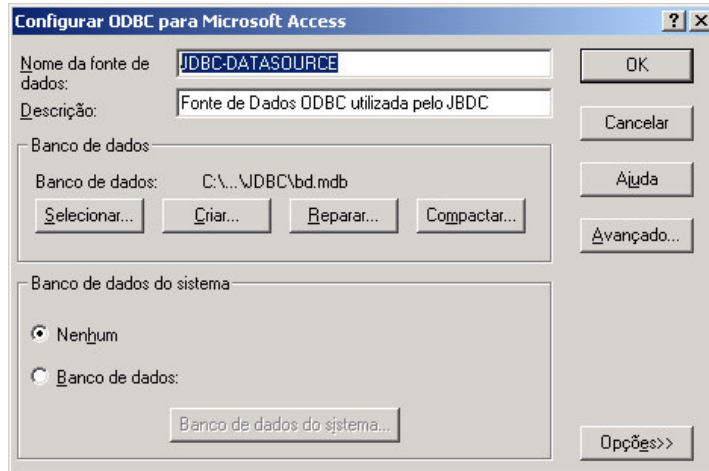 Configurar ODBC para Microsoft Access
Nome da fonte de
dados:
JDBC-DATASOURCE
OK
Descrição:
Fonte de Dados ODBC utilizada pelo JBDC
Cancelar
Banco de dados
Banco de dados:
C:\...\JDBC\bd.mdb
Ajuda
Selecionar...
Criar...
Reparar...
Compactar...
Avançado...
Banco de dados do sistema
Nenhum
Banco de dados:
Banco de dados do sistema...
Opções>>